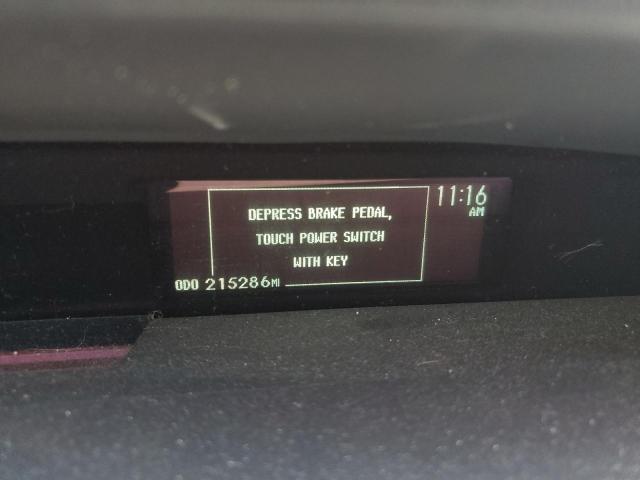 DEPRESS BRAKE PEDAL,
TOUCH POWER SWITCH
WITH KEY
11:16
AM
ODO 215286MI